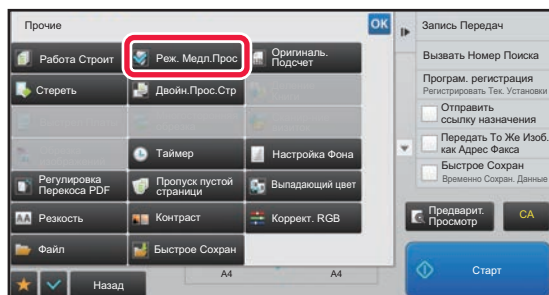 Прочие
OK
Работа Строит
Реж. Медл.Прос
Оригиналь.
Подсчет
Стереть
Двойн.Прос.Стр
Таймер
Настройка Фона
Регулировка
Перекоса PDF
Пропуск пустой
страници
Выпадающий цвет
AA
Резкость
Контраст
Коррект. RGB
Файл
Быстрое Сохран
Назад
A4
A4
Запись Передач
Вызвать Номер Поиска
Програм. регистрация
Регистрировать Тек. Установки
Отправить
ссылку назначения
Передать То Же Изоб.
как Адрес Факса
Быстрое Сохран
Временно Сохран. Данные
Предварит.
Просмотр
CA
Старт